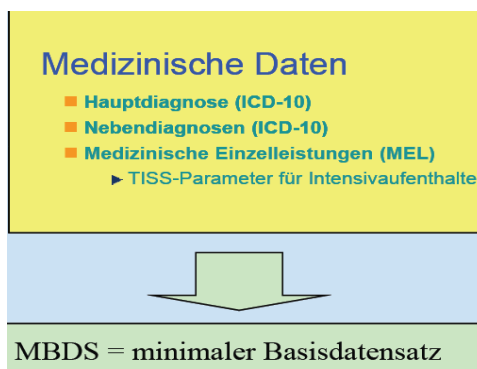 Medizinische Daten
Hauptdiagnose (ICD-10)
Nebendiagnosen (ICD-10)
Medizinische Einzelleistungen (MEL)
TISS-Parameter für Intensivaufenthalte
MBDS = minimaler Basisdatensatz